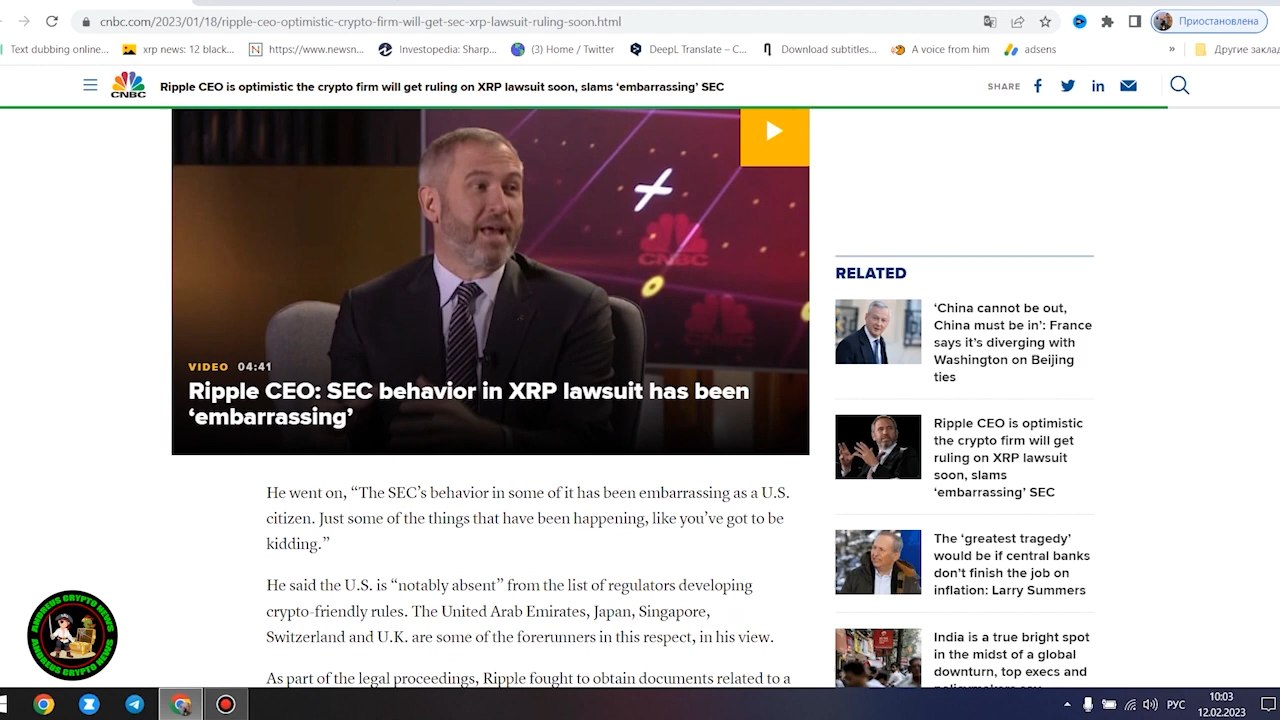 cnbc.com/2023/01/18/ripple-ceo-optimistic-crypto-firm-will-get-sec-xrp-lawsuit-ruling-soon.html
Приостановлена
Text dubbing online...
xrp news: 12 black...
https://www.newsn...
Investopedia: Sharp...
(3) Home / Twitter
DeepL Translate – C...
Download subtitles...
A voice from him
adsens
»
Другие закла
CNBC
Ripple CEO is optimistic the crypto firm will get ruling on XRP lawsuit soon, slams ‘embarrassing’ SEC
SHARE
CNBC
VIDEO 04:41
Ripple CEO: SEC behavior in XRP lawsuit has been
‘embarrassing’
He went on, “The SEC’s behavior in some of it has been embarrassing as a U.S.
citizen. Just some of the things that have been happening, like you’ve got to be
kidding.”
He said the U.S. is “notably absent” from the list of regulators developing
crypto-friendly rules. The United Arab Emirates, Japan, Singapore,
Switzerland and U.K. are some of the forerunners in this respect, in his view.
As part of the legal proceedings, Ripple fought to obtain documents related to a
RELATED
‘China cannot be out,
China must be in’: France
says it’s diverging with
Washington on Beijing
ties
Ripple CEO is optimistic
the crypto firm will get
ruling on XRP lawsuit
soon, slams
‘embarrassing’ SEC
The ‘greatest tragedy’
would be if central banks
don’t finish the job on
inflation: Larry Summers
India is a true bright spot
in the midst of a global
downturn, top execs and
ANDREUS CRYPTO NEWS
ANDREUS CRYPTO NEWS
РУС
10:03
12.02.2023